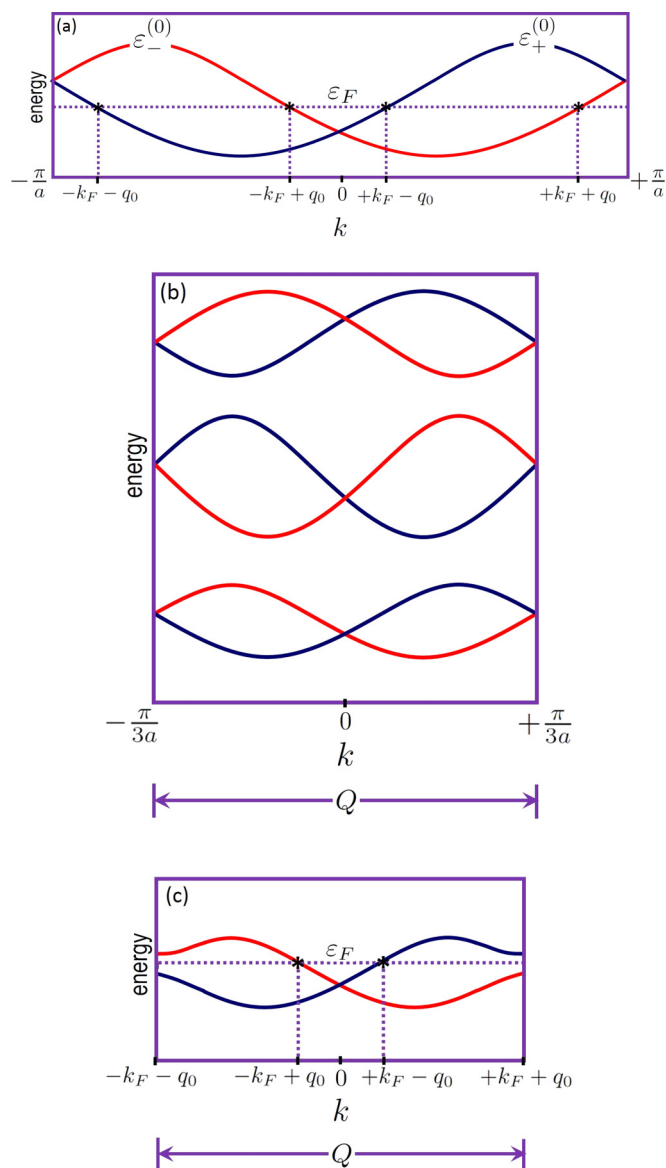 (a)
ε₋⁽⁰⁾ ε₊⁽⁰⁾
energy
ε_F
−π/a −k_F − q₀ −k_F + q₀ 0 +k_F − q₀ +k_F + q₀ +π/a
k
(b)
energy
−π/3a 0 +π/3a
k
Q
(c)
energy
ε_F
−k_F − q₀ −k_F + q₀ 0 +k_F − q₀ +k_F + q₀
k
Q